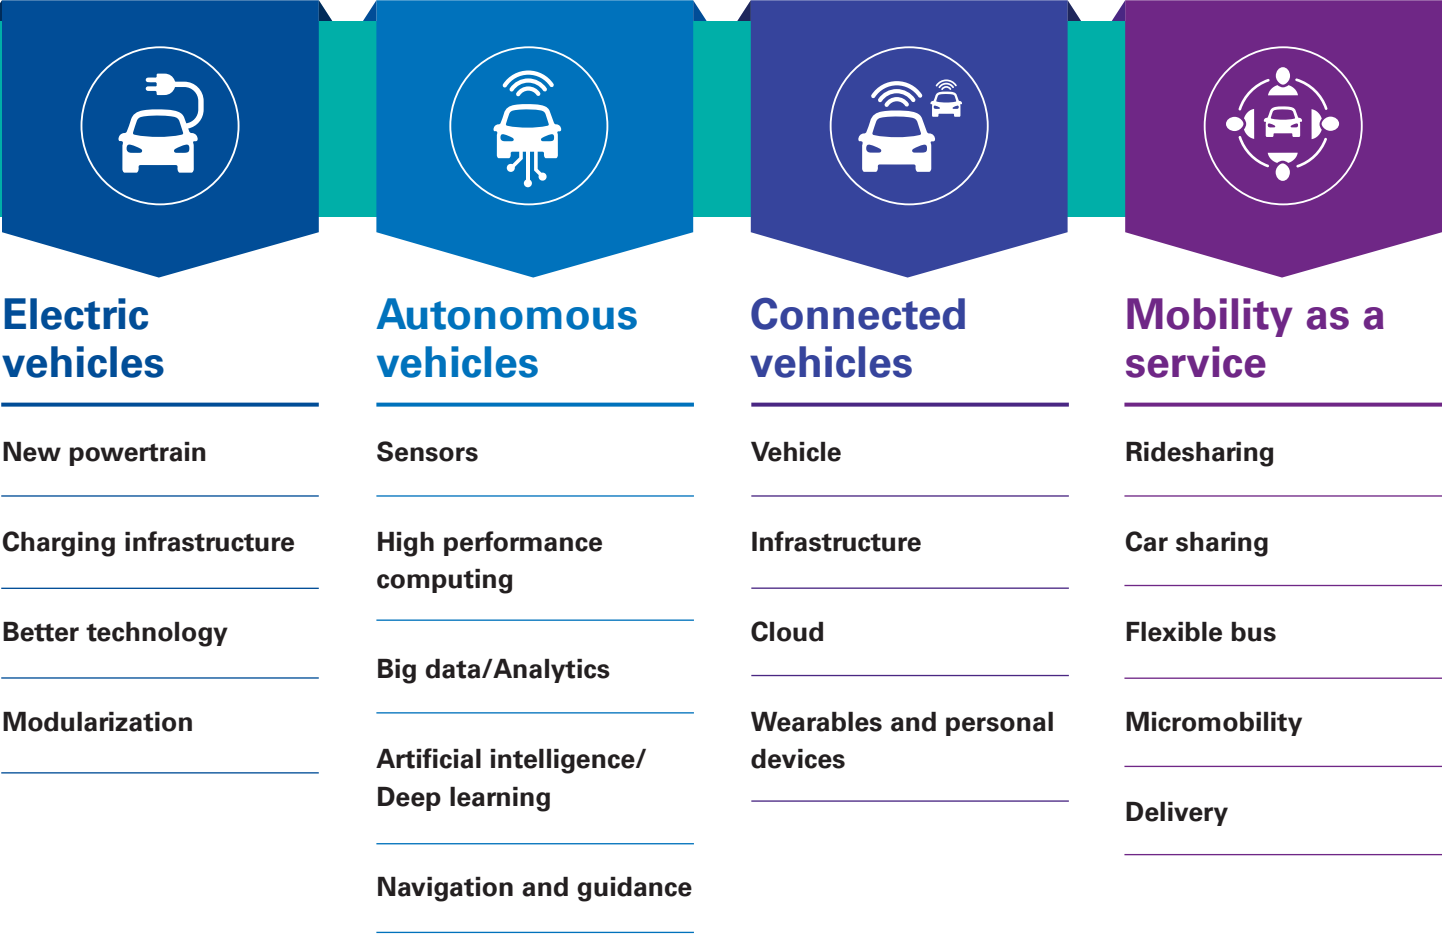 Electric
vehicles
New powertrain
Charging infrastructure
Better technology
Modularization
Autonomous
vehicles
Sensors
High performance
computing
Big data/Analytics
Artificial intelligence/
Deep learning
Navigation and guidance
Connected
vehicles
Vehicle
Infrastructure
Cloud
Wearables and personal
devices
Mobility as a
service
Ridesharing
Car sharing
Flexible bus
Micromobility
Delivery